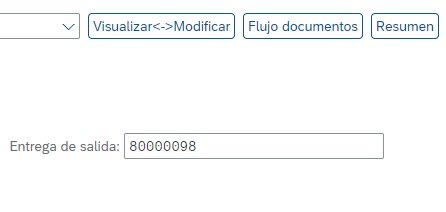 Visualizar<->Modificar Flujo documentos Resumen
Entrega de salida: 80000098